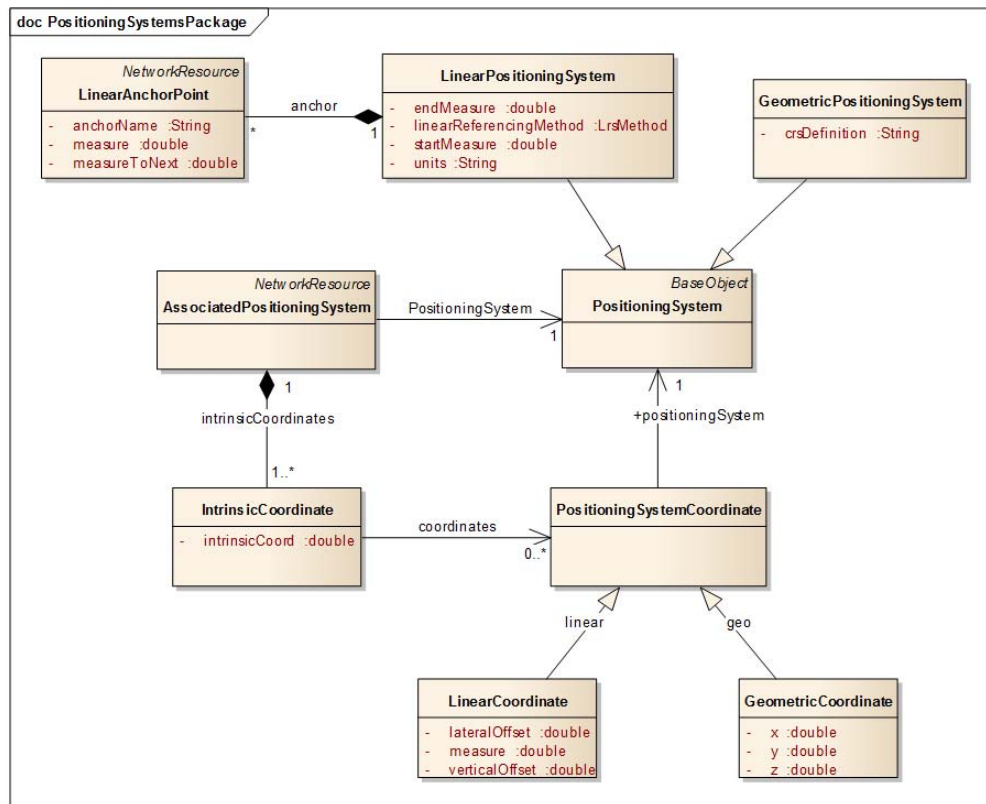 doc PositioningSystemsPackage
NetworkResource
LinearAnchorPoint
- anchorName :String
- measure :double
- measureToNext :double
anchor
*
1
LinearPositioningSystem
- endMeasure :double
- linearReferencingMethod :LrsMethod
- startMeasure :double
- units :String
GeometricPositioningSystem
- crsDefinition :String
NetworkResource
AssociatedPositioningSystem
PositioningSystem
1
BaseObject
PositioningSystem
1
intrinsicCoordinates
1..*
1
+positioningSystem
IntrinsicCoordinate
- intrinsicCoord :double
coordinates
0..*
PositioningSystemCoordinate
linear
geo
LinearCoordinate
- lateralOffset :double
- measure :double
- verticalOffset :double
GeometricCoordinate
- x :double
- y :double
- z :double